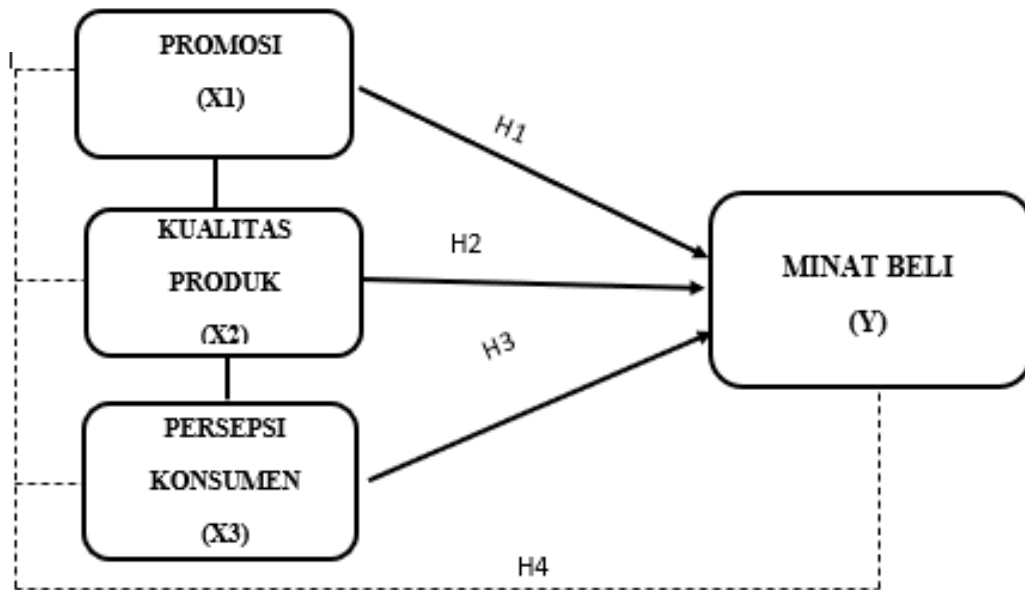 PROMOSI
(X1)
H1
KUALITAS
PRODUK
(X2)
H2
MINAT BELI
(Y)
H3
PERSEPSI
KONSUMEN
(X3)
H4